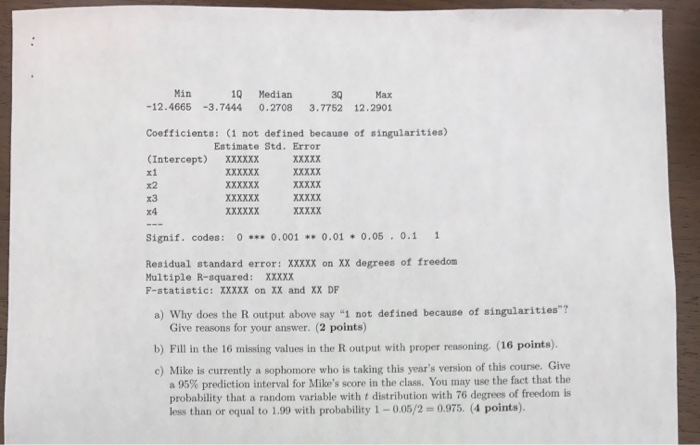 Min 1Q Median 3Q Max
-12.4665 -3.7444 0.2708 3.7752 12.2901
Coefficients: (1 not defined because of singularities)
Estimate Std. Error
(Intercept) XXXXXX XXXXX
x1 XXXXXX XXXXX
x2 XXXXXX XXXXX
x3 XXXXXX XXXXX
x4 XXXXXX XXXXX
---
Signif. codes: 0 *** 0.001 ** 0.01 * 0.05 . 0.1 1
Residual standard error: XXXXX on XX degrees of freedom
Multiple R-squared: XXXXX
F-statistic: XXXXX on XX and XX DF
a) Why does the R output above say "1 not defined because of singularities"?
Give reasons for your answer. (2 points)
b) Fill in the 16 missing values in the R output with proper reasoning. (16 points).
c) Mike is currently a sophomore who is taking this year's version of this course. Give
a 95% prediction interval for Mike's score in the class. You may use the fact that the
probability that a random variable with t distribution with 76 degrees of freedom is
less than or equal to 1.99 with probability 1 - 0.05/2 = 0.975. (4 points).